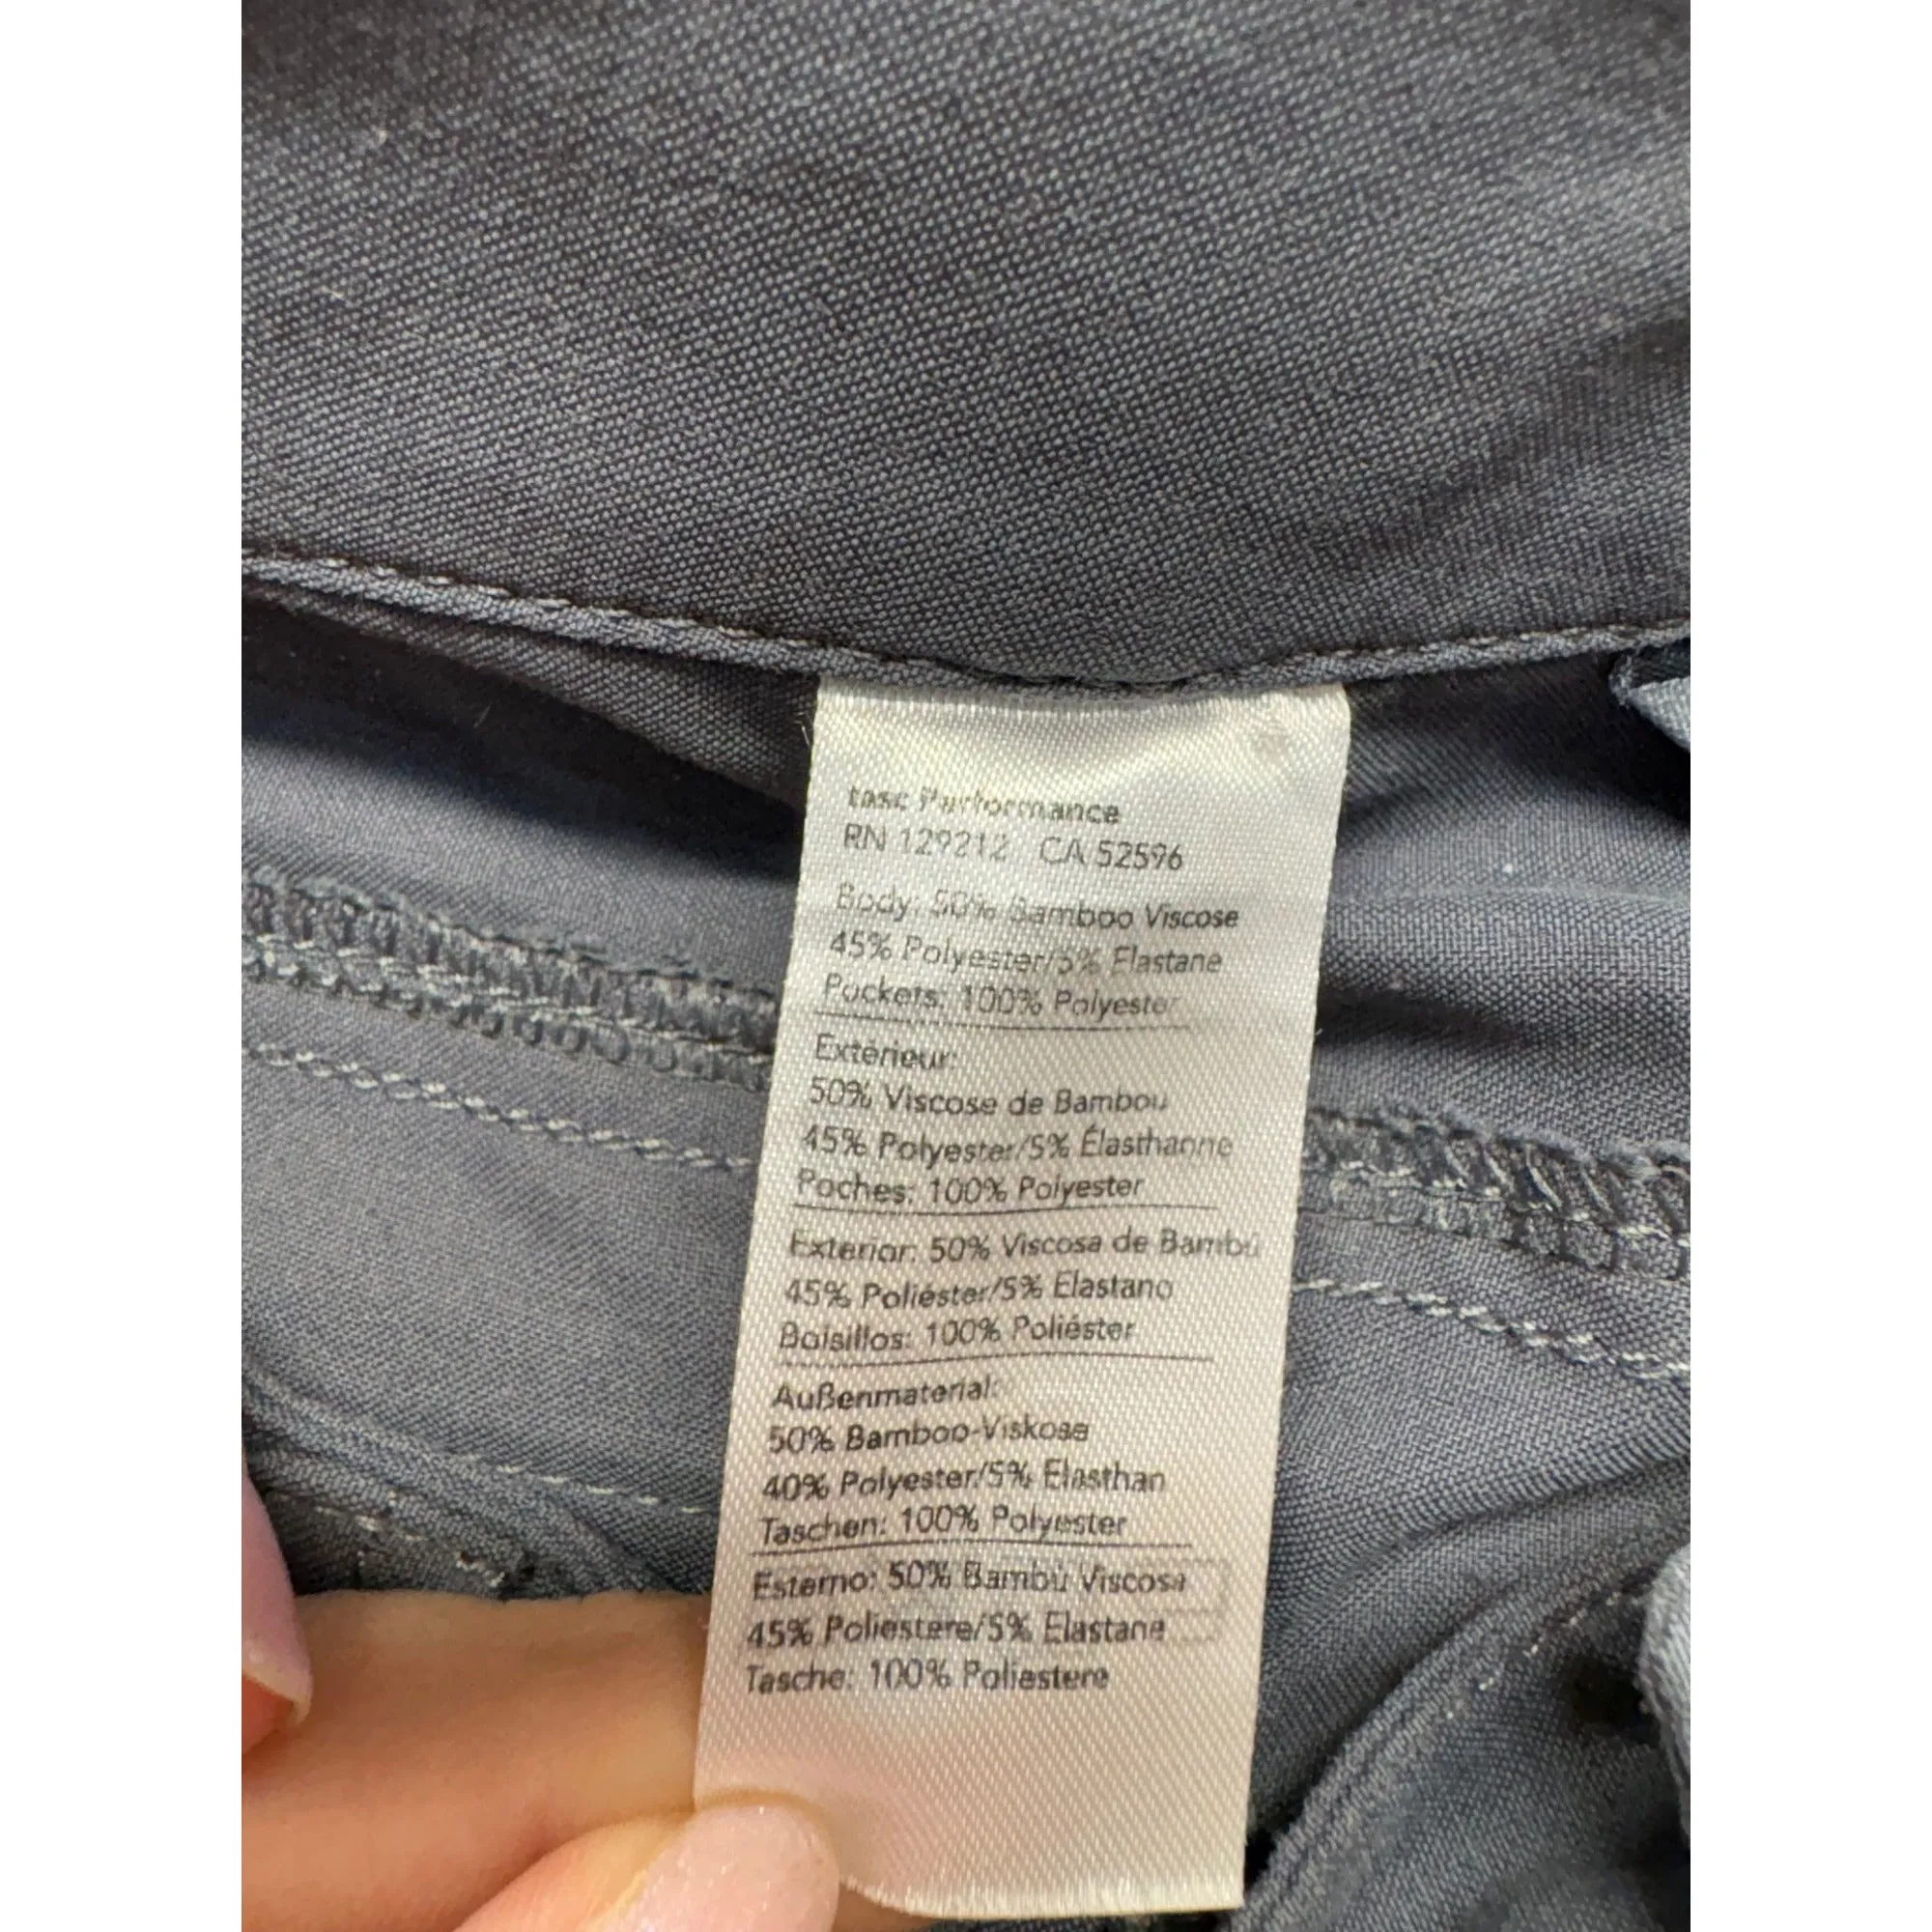 tasc Performance
RN 129212 CA 52596
Body: 50% Bamboo Viscose
45% Polyester/5% Elastane
Pockets: 100% Polyester
Extérieur:
50% Viscose de Bambou
45% Polyester/5% Élasthanne
Poches: 100% Polyester
Exterior: 50% Viscosa de Bambú
45% Poliéster/5% Elastano
Bolsillos: 100% Poliéster
Außenmaterial:
50% Bamboo-Viskose
40% Polyester/5% Elasthan
Taschen: 100% Polyester
Esterno: 50% Bambù Viscosa
45% Poliestere/5% Elastane
Tasche: 100% Poliestere